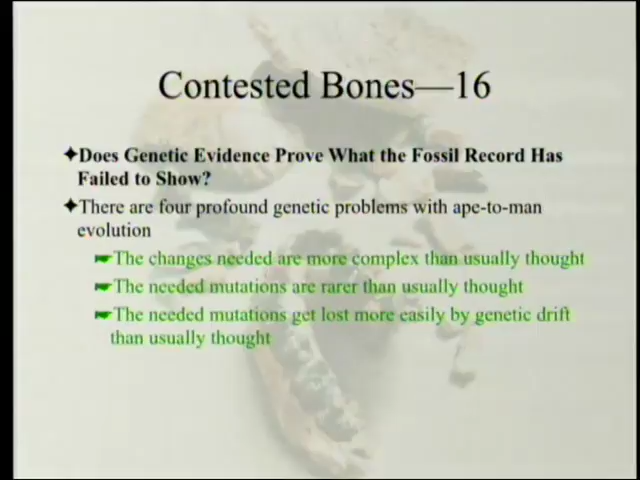 Contested Bones—16
Does Genetic Evidence Prove What the Fossil Record Has
Failed to Show?
There are four profound genetic problems with ape-to-man
evolution
The changes needed are more complex than usually thought
The needed mutations are rarer than usually thought
The needed mutations get lost more easily by genetic drift
than usually thought